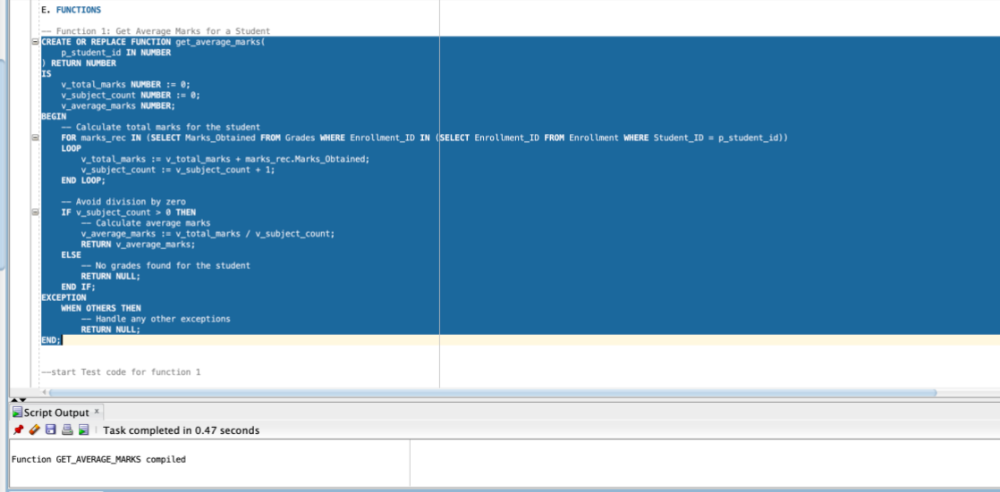 E. FUNCTIONS
-- Function 1: Get Average Marks for a Student
CREATE OR REPLACE FUNCTION get_average_marks(
    p_student_id IN NUMBER
) RETURN NUMBER
IS
    v_total_marks NUMBER := 0;
    v_subject_count NUMBER := 0;
    v_average_marks NUMBER;
BEGIN
    -- Calculate total marks for the student
    FOR marks_rec IN (SELECT Marks_Obtained FROM Grades WHERE Enrollment_ID IN (SELECT Enrollment_ID FROM Enrollment WHERE Student_ID = p_student_id))
    LOOP
        v_total_marks := v_total_marks + marks_rec.Marks_Obtained;
        v_subject_count := v_subject_count + 1;
    END LOOP;
    -- Avoid division by zero
    IF v_subject_count > 0 THEN
        -- Calculate average marks
        v_average_marks := v_total_marks / v_subject_count;
        RETURN v_average_marks;
    ELSE
        -- No grades found for the student
        RETURN NULL;
    END IF;
EXCEPTION
    WHEN OTHERS THEN
        -- Handle any other exceptions
        RETURN NULL;
END;
--start Test code for function 1
Script Output ×
Task completed in 0.47 seconds
Function GET_AVERAGE_MARKS compiled